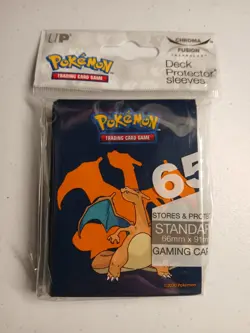 UP
CHROMA
FUSION
POKÉMON
TRADING CARD GAME
Deck
Protector
sleeves
POKÉMON
TRADING CARD GAME
65
STORES & PROT
STANDAR
66mm x 91m
GAMING CAR